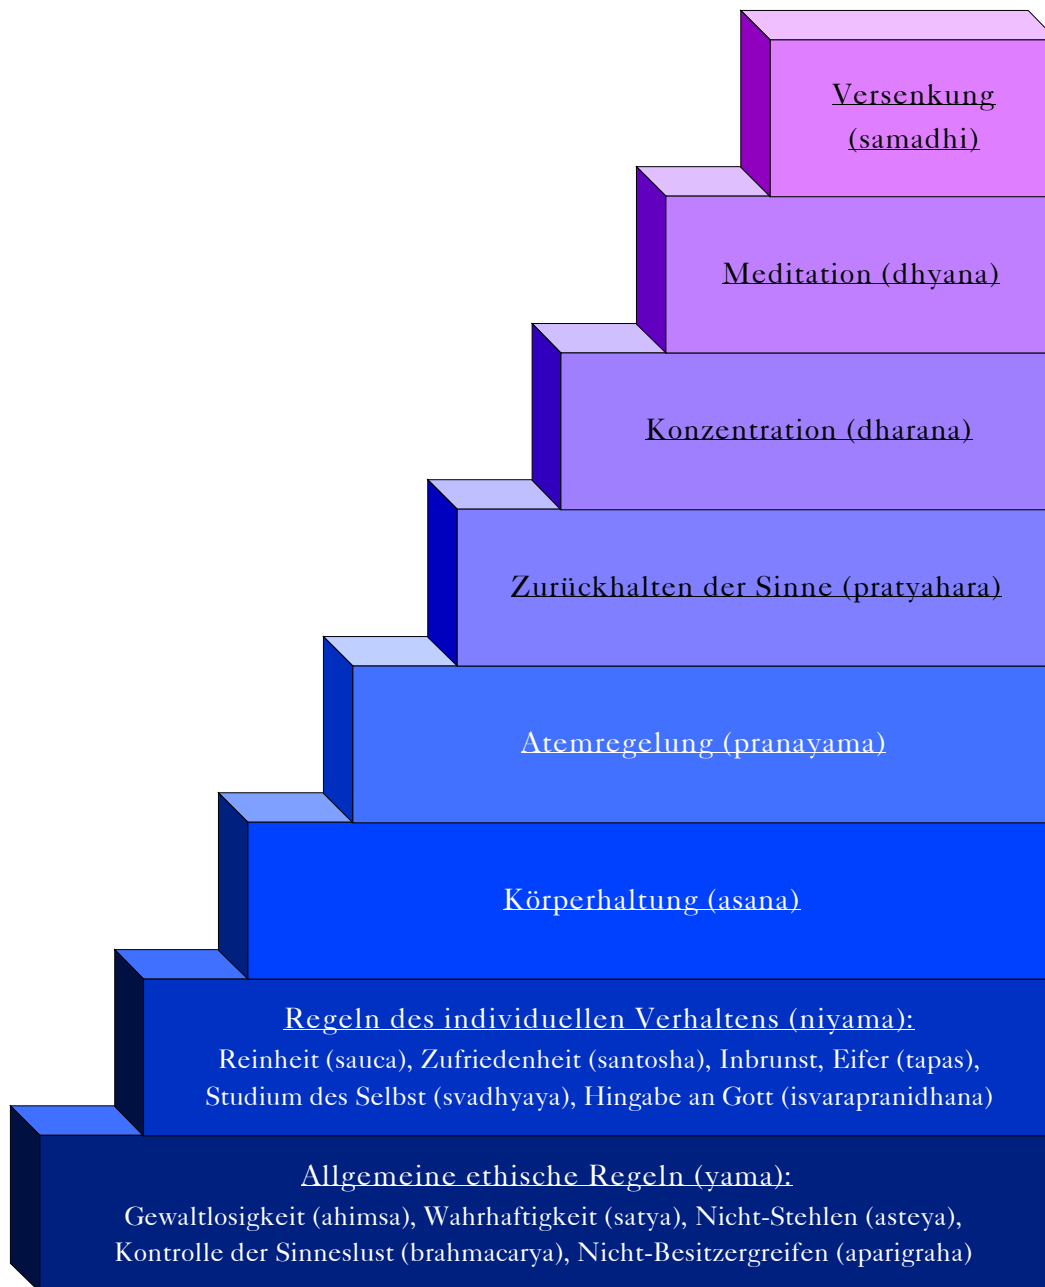 Versenkung
(samadhi)
Meditation (dhyana)
Konzentration (dharana)
Zurückhalten der Sinne (pratyahara)
Atemregelung (pranayama)
Körperhaltung (asana)
Regeln des individuellen Verhaltens (niyama):
Reinheit (sauca), Zufriedenheit (santosha), Inbrunst, Eifer (tapas),
Studium des Selbst (svadhyaya), Hingabe an Gott (isvarapranidhana)
Allgemeine ethische Regeln (yama):
Gewaltlosigkeit (ahimsa), Wahrhaftigkeit (satya), Nicht-Stehlen (asteya),
Kontrolle der Sinneslust (brahmacarya), Nicht-Besitzergreifen (aparigraha)